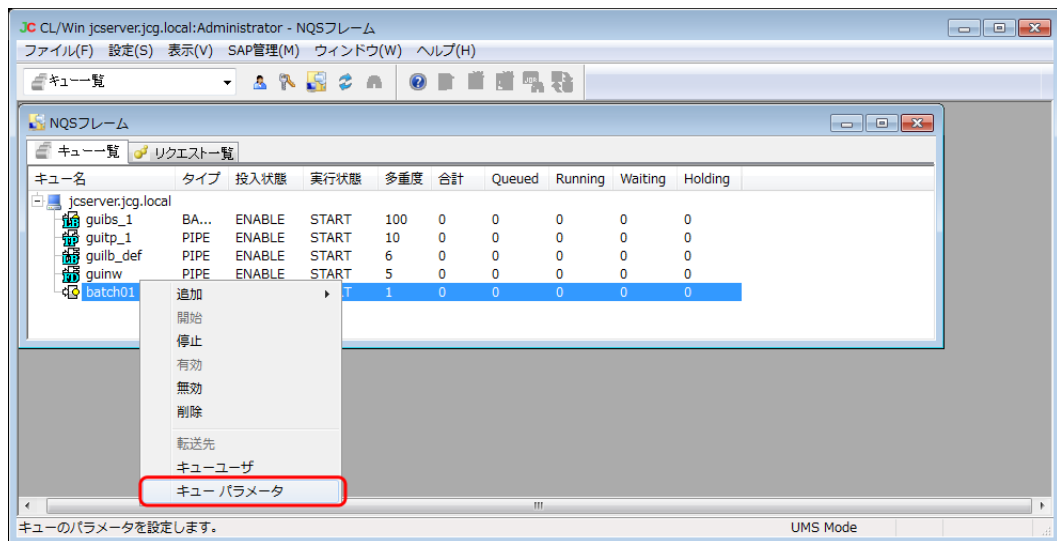 JC CL/Win jcserver.jcg.local:Administrator - NQSフレーム
ファイル(F) 設定(S) 表示(V) SAP管理(M) ウィンドウ(W) ヘルプ(H)
キュー一覧
NQSフレーム
キュー一覧 リクエスト一覧
キュー名 タイプ 投入状態 実行状態 多重度 合計 Queued Running Waiting Holding
jcserver.jcg.local
guibs_1 BA... ENABLE START 100 0 0 0 0 0
guitp_1 PIPE ENABLE START 10 0 0 0 0 0
guilb_def PIPE ENABLE START 6 0 0 0 0 0
guinw PIPE ENABLE START 5 0 0 0 0 0
batch01 T 1 0 0 0 0 0
追加
開始
停止
有効
無効
削除
転送先
キューユーザ
キュー パラメータ
キューのパラメータを設定します。 UMS Mode